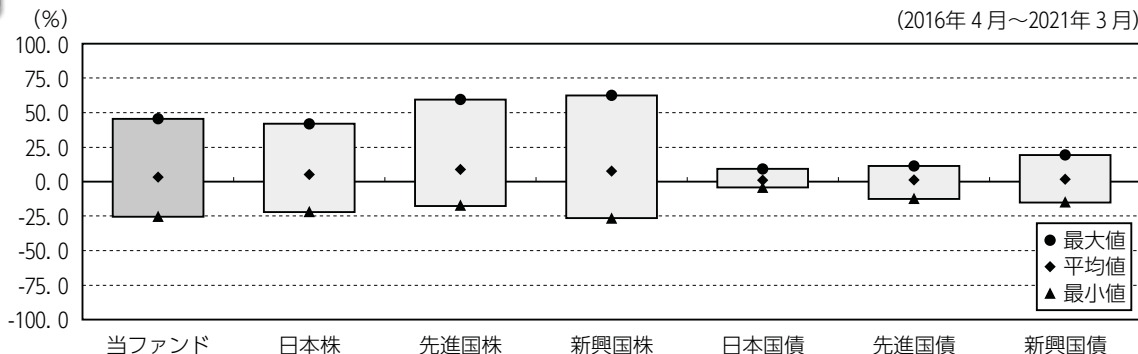 (%)
(2016年4月～2021年3月)
100.0
75.0
50.0
25.0
0.0
-25.0
-50.0
-75.0
-100.0
● 最大値
◆ 平均値
▲ 最小値
当ファンド 日本株 先進国株 新興国株 日本国債 先進国債 新興国債